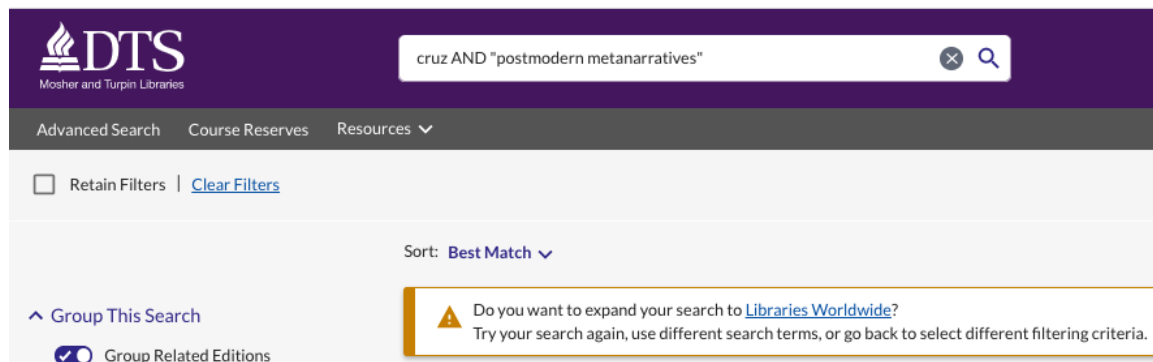 DTS
Mosher and Turpin Libraries
cruz AND "postmodern metanarratives"
Advanced Search Course Reserves Resources
Retain Filters | Clear Filters
Sort: Best Match
Group This Search
Do you want to expand your search to Libraries Worldwide?
Try your search again, use different search terms, or go back to select different filtering criteria.
Group Related Editions